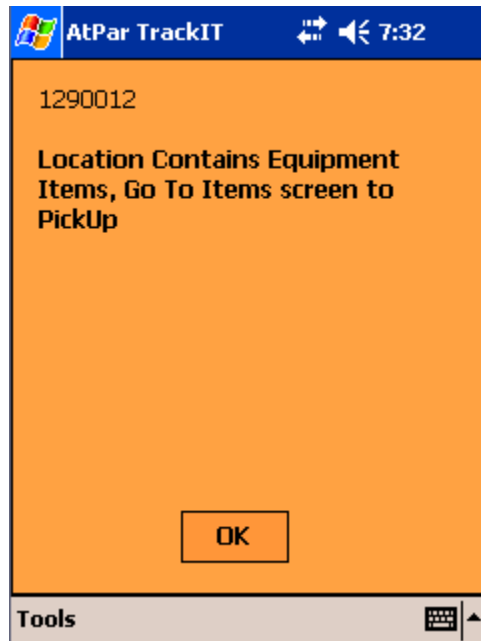 AtPar TrackIT 7:32
1290012
Location Contains Equipment
Items, Go To Items screen to
PickUp
OK
Tools